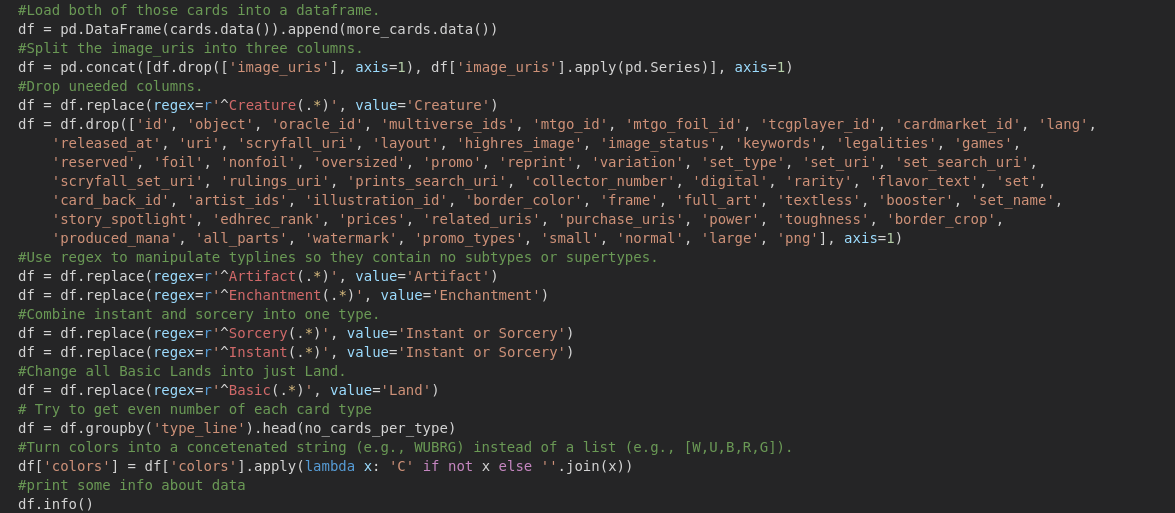 #Load both of those cards into a dataframe.
df = pd.DataFrame(cards.data()).append(more_cards.data())
#Split the image_uris into three columns.
df = pd.concat([df.drop(['image_uris'], axis=1), df['image_uris'].apply(pd.Series)], axis=1)
#Drop uneeded columns.
df = df.replace(regex=r'^Creature(.*)', value='Creature')
df = df.drop(['id', 'object', 'oracle_id', 'multiverse_ids', 'mtgo_id', 'mtgo_foil_id', 'tcgplayer_id', 'cardmarket_id', 'lang',
    'released_at', 'uri', 'scryfall_uri', 'layout', 'highres_image', 'image_status', 'keywords', 'legalities', 'games',
    'reserved', 'foil', 'nonfoil', 'oversized', 'promo', 'reprint', 'variation', 'set_type', 'set_uri', 'set_search_uri',
    'scryfall_set_uri', 'rulings_uri', 'prints_search_uri', 'collector_number', 'digital', 'rarity', 'flavor_text', 'set',
    'card_back_id', 'artist_ids', 'illustration_id', 'border_color', 'frame', 'full_art', 'textless', 'booster', 'set_name',
    'story_spotlight', 'edhrec_rank', 'prices', 'related_uris', 'purchase_uris', 'power', 'toughness', 'border_crop',
    'produced_mana', 'all_parts', 'watermark', 'promo_types', 'small', 'normal', 'large', 'png'], axis=1)
#Use regex to manipulate typlines so they contain no subtypes or supertypes.
df = df.replace(regex=r'^Artifact(.*)', value='Artifact')
df = df.replace(regex=r'^Enchantment(.*)', value='Enchantment')
#Combine instant and sorcery into one type.
df = df.replace(regex=r'^Sorcery(.*)', value='Instant or Sorcery')
df = df.replace(regex=r'^Instant(.*)', value='Instant or Sorcery')
#Change all Basic Lands into just Land.
df = df.replace(regex=r'^Basic(.*)', value='Land')
# Try to get even number of each card type
df = df.groupby('type_line').head(no_cards_per_type)
#Turn colors into a concetenated string (e.g., WUBRG) instead of a list (e.g., [W,U,B,R,G]).
df['colors'] = df['colors'].apply(lambda x: 'C' if not x else ''.join(x))
#print some info about data
df.info()